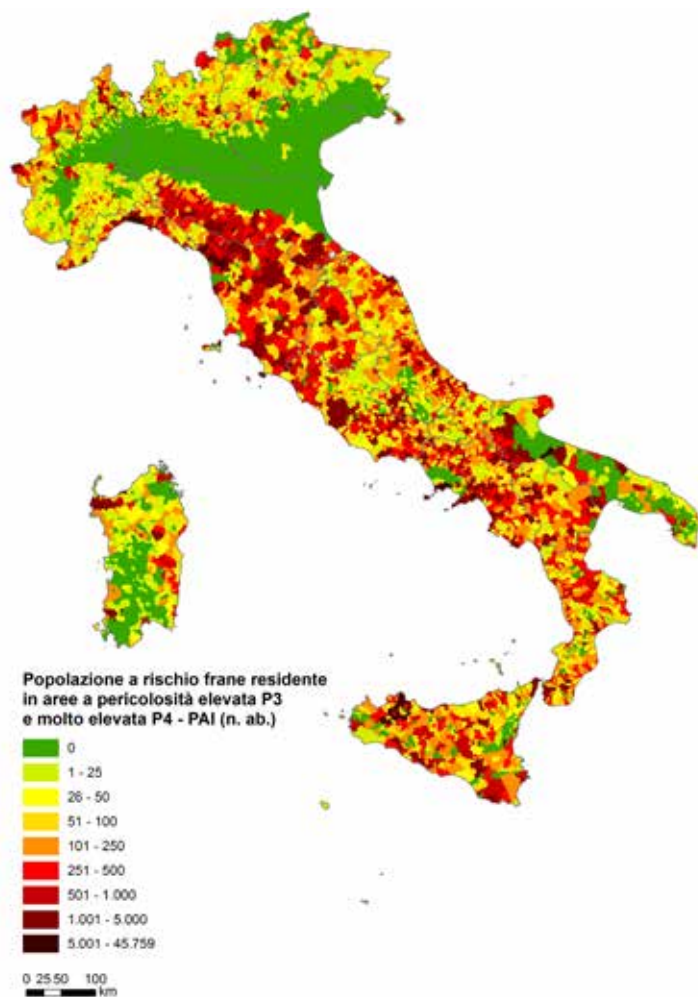 Popolazione a rischio frane residente
in aree a pericolosità elevata P3
e molto elevata P4 - PAI (n. ab.)
0
1 - 25
26 - 50
51 - 100
101 - 250
251 - 500
501 - 1.000
1.001 - 5.000
5.001 - 45.759
0 25 50 100
km